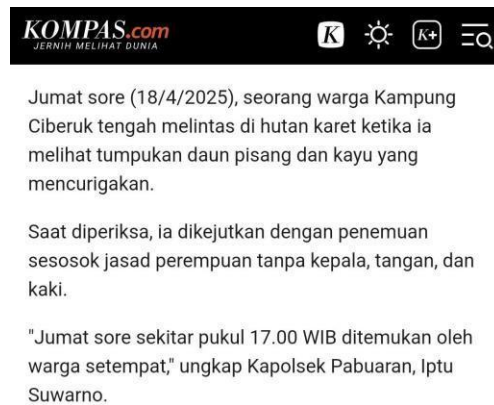 KOMPAS.com
JERNIH MELIHAT DUNIA
K
K+
Jumat sore (18/4/2025), seorang warga Kampung
Ciberuk tengah melintas di hutan karet ketika ia
melihat tumpukan daun pisang dan kayu yang
mencurigakan.
Saat diperiksa, ia dikejutkan dengan penemuan
sesosok jasad perempuan tanpa kepala, tangan, dan
kaki.
"Jumat sore sekitar pukul 17.00 WIB ditemukan oleh
warga setempat," ungkap Kapolsek Pabuaran, Iptu
Suwarno.